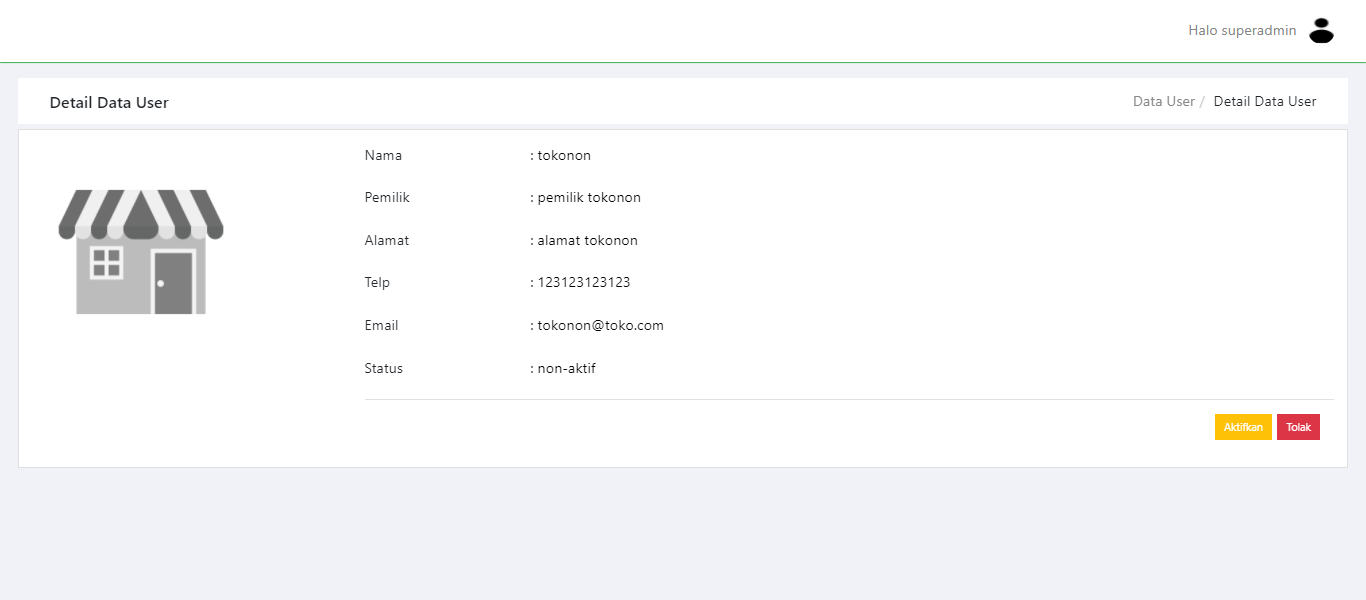 Halo superadmin
Detail Data User
Data User / Detail Data User
Nama : tokonon
Pemilik : pemilik tokonon
Alamat : alamat tokonon
Telp : 123123123123
Email : tokonon@toko.com
Status : non-aktif
Aktifkan Tolak